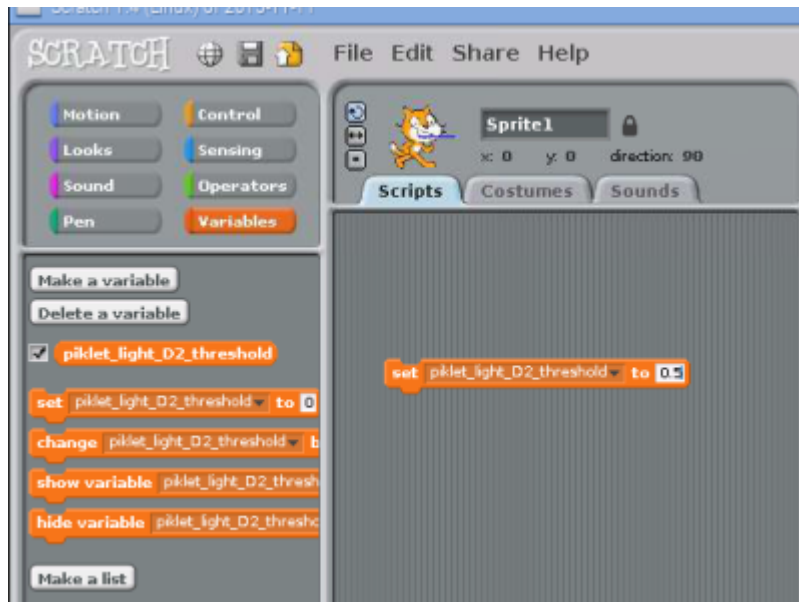 SCRATCH File Edit Share Help
Motion Control
Looks Sensing
Sound Operators
Pen Variables
Sprite1
x: 0 y: 0 direction: 90
Scripts Costumes Sounds
Make a variable
Delete a variable
piklet_light_D2_threshold
set piklet_light_D2_threshold to 0
change piklet_light_D2_threshold b
show variable piklet_light_D2_thresh
hide variable piklet_light_D2_thresho
Make a list
set piklet_light_D2_threshold to 0.5